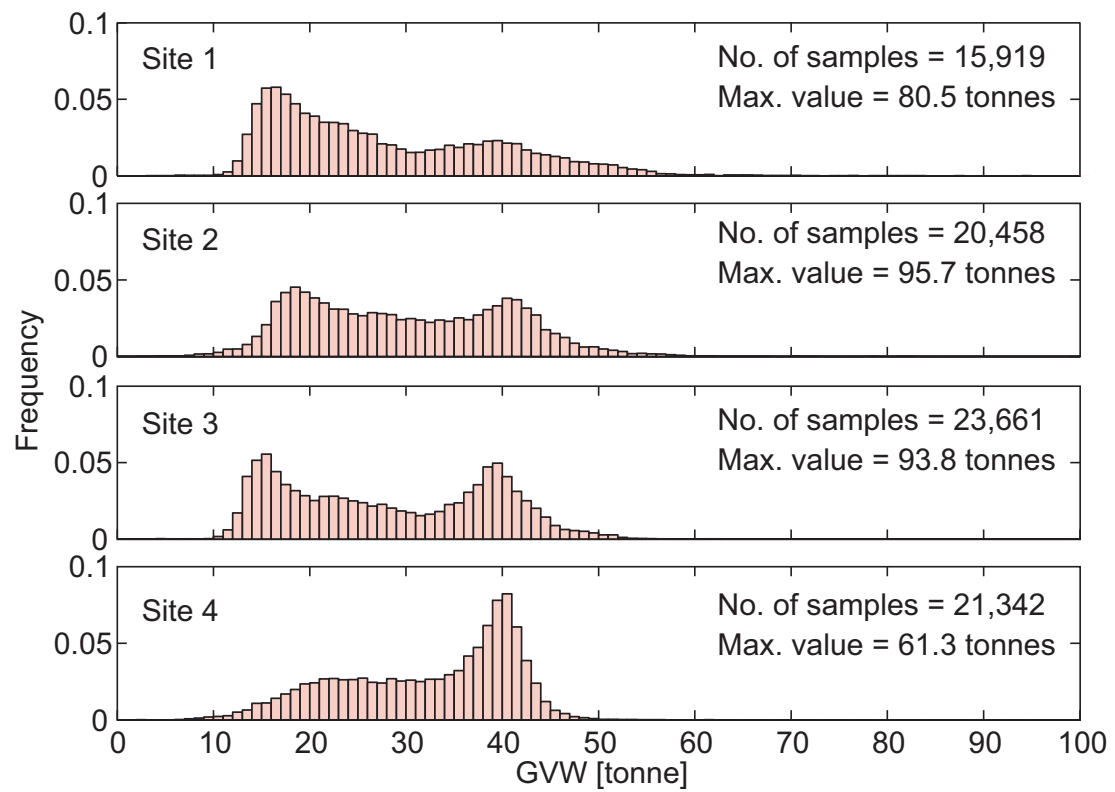 0.1
Site 1
No. of samples = 15,919
Max. value = 80.5 tonnes
0.05
0
0.1
Site 2
No. of samples = 20,458
Max. value = 95.7 tonnes
0.05
0
Frequency
0.1
Site 3
No. of samples = 23,661
Max. value = 93.8 tonnes
0.05
0
0.1
Site 4
No. of samples = 21,342
Max. value = 61.3 tonnes
0.05
0
0 10 20 30 40 50 60 70 80 90 100
GVW [tonne]